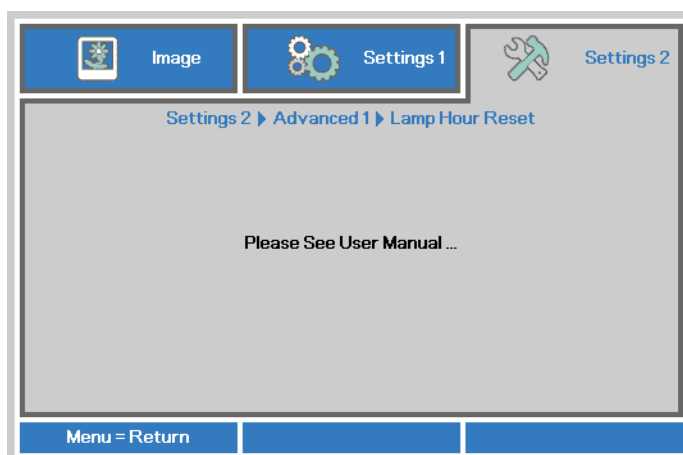 Image
Settings 1
Settings 2
Settings 2 ▶ Advanced 1 ▶ Lamp Hour Reset
Please See User Manual ...
Menu = Return